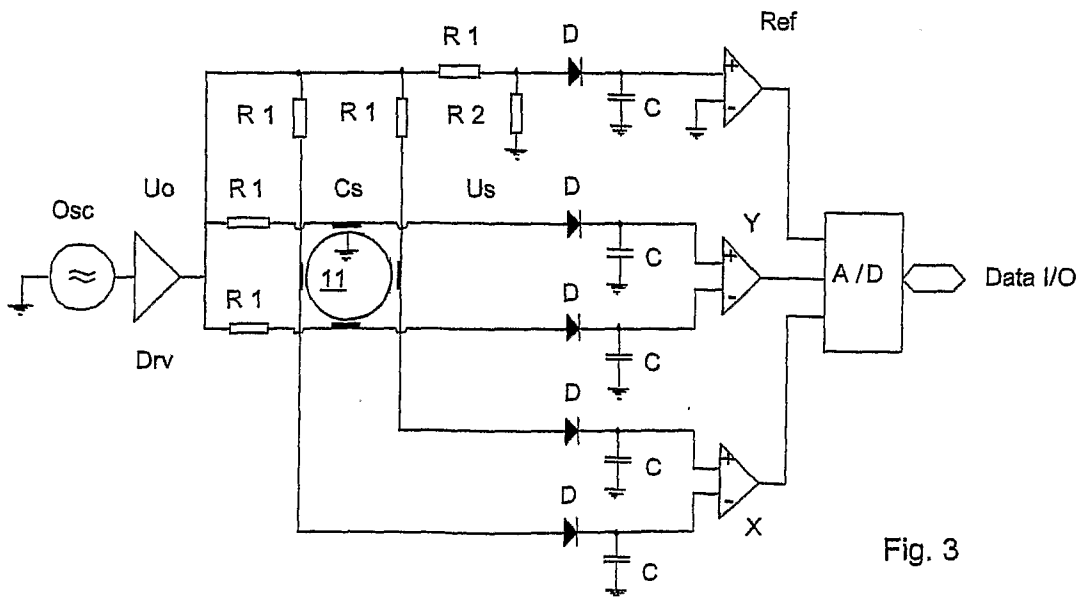 Ref
R 1
D
R 1
R 1
R 2
C
+
-
Uo
R 1
Cs
Us
D
Y
Osc
≈
11
C
+
-
A/D
Data I/O
R 1
D
Drv
C
D
C
+
-
D
X
C
Fig. 3